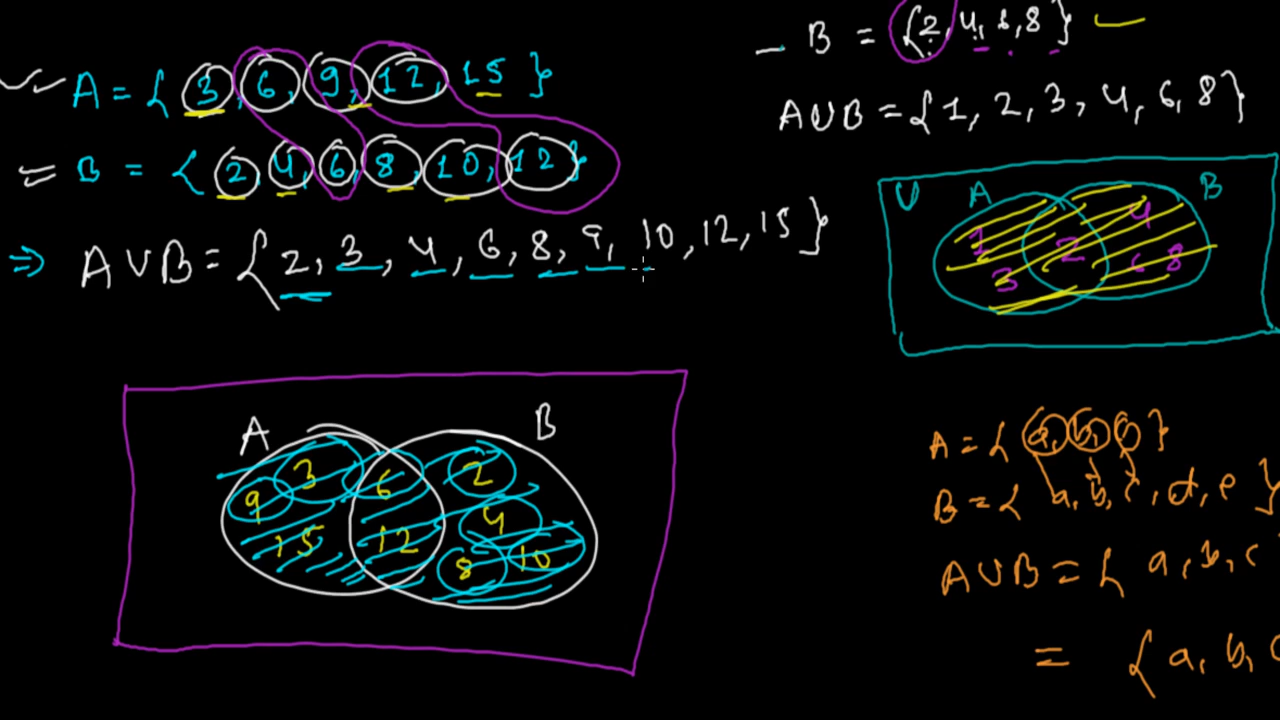 A = { 3, 6, 9, 12, 15 }
B = { 2, 4, 6, 8, 10, 12 }
⇒ A ∪ B = { 2, 3, 4, 6, 8, 9, 10, 12, 15 }
A B
3 6 2
9 4
15 12 8 10
B = { 2, 4, 6, 8 }
A ∪ B = { 1, 2, 3, 4, 6, 8 }
U A B
1 2 4
3 6 8
A = { a, b, c }
B = { a, b, c, d, e }
A ∪ B = { a, b, c
= { a, b,